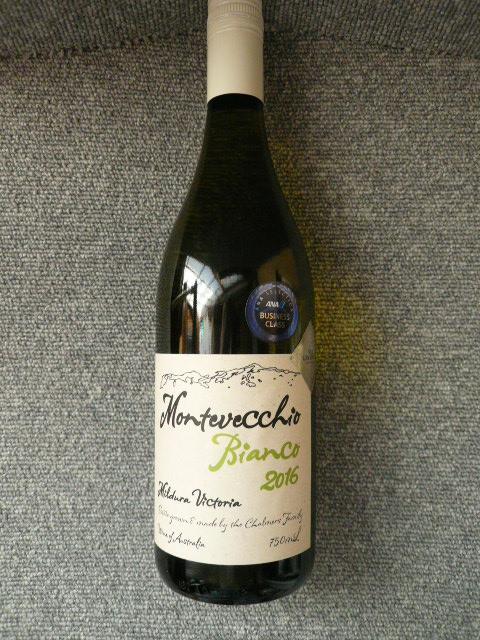 ANA
BUSINESS
CLASS
Montevecchio
Bianco
2016
Mildura Victoria
grown & made by the Chalmers Family
Wine of Australia
750ml